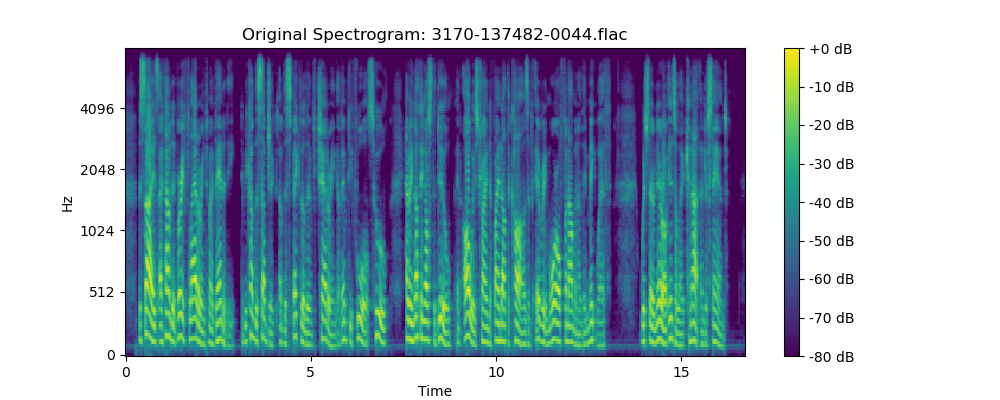 Original Spectrogram: 3170-137482-0044.flac
Hz
4096
2048
1024
512
0
0
5
10
15
Time
+0 dB
-10 dB
-20 dB
-30 dB
-40 dB
-50 dB
-60 dB
-70 dB
-80 dB